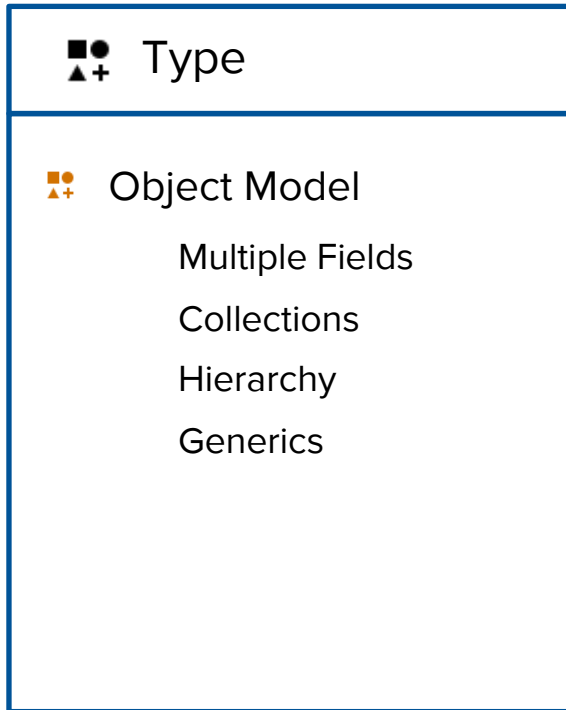 Type
Object Model
Multiple Fields
Collections
Hierarchy
Generics